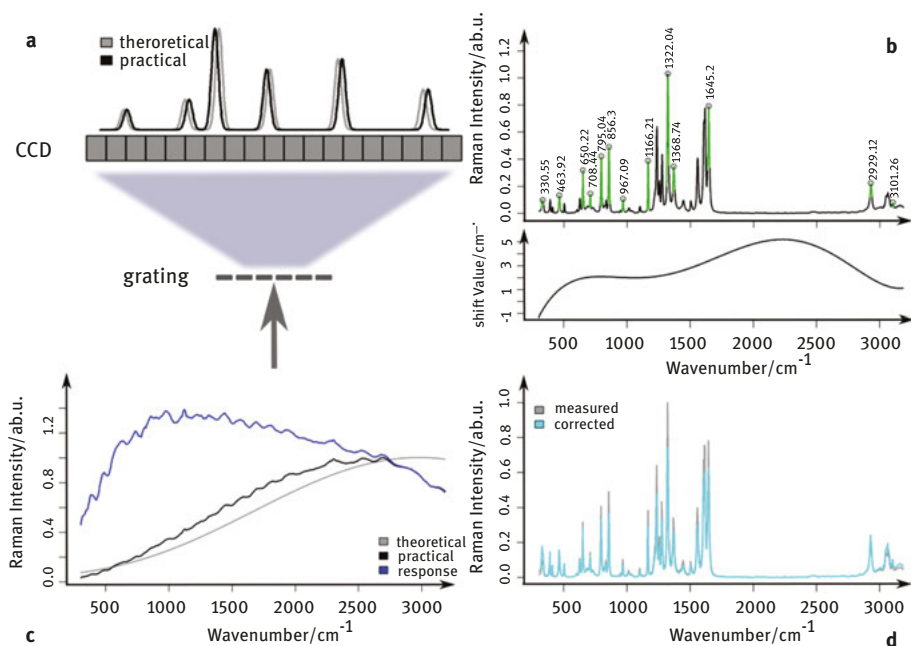 a
theroretical
practical
CCD
grating
b
Raman Intensity/ab.u.
0.0 0.2 0.4 0.6 0.8 1.0 1.2
330.55
463.92
650.22
708.44
795.04
856.3
967.09
1166.21
1322.04
1368.74
1645.2
2929.12
3101.26
shift Value/cm⁻¹
-1 1 3 5
500 1000 1500 2000 2500 3000
Wavenumber/cm⁻¹
c
Raman Intensity/ab.u.
0.0 0.4 0.8 1.2
theoretical
practical
response
500 1000 1500 2000 2500 3000
Wavenumber/cm⁻¹
d
measured
corrected
Raman Intensity/ab.u.
0.0 0.2 0.4 0.6 0.8 1.0
500 1000 1500 2000 2500 3000
Wavenumber/cm⁻¹